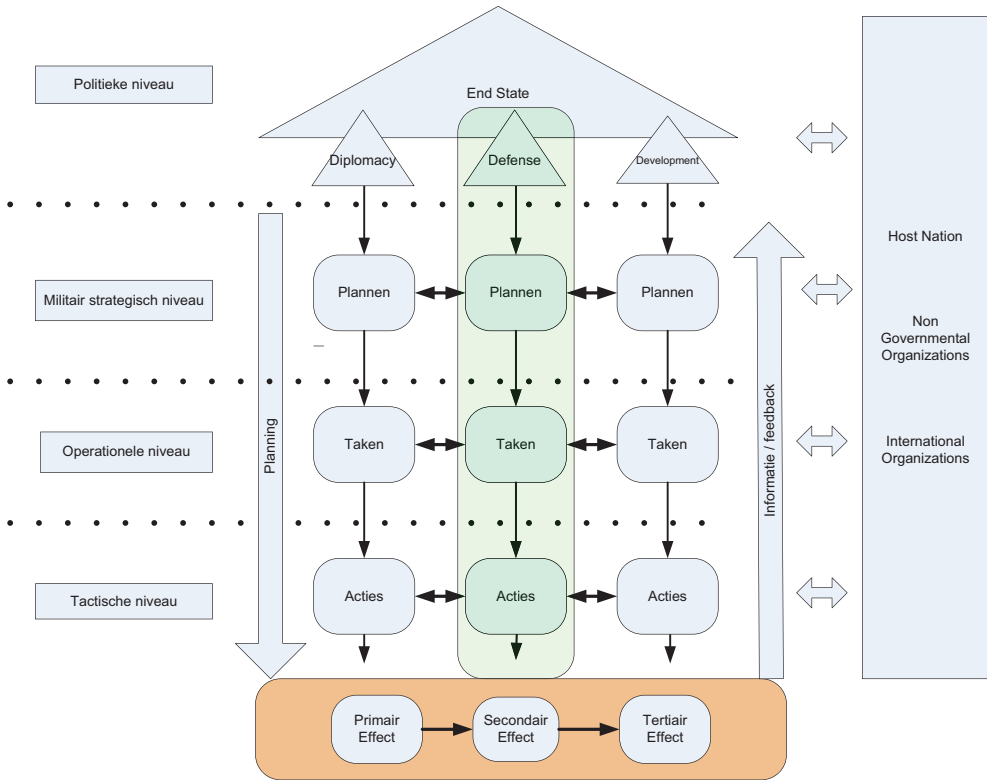 Politieke niveau
End State
Diplomacy
Defense
Development
Militair strategisch niveau
Plannen
Plannen
Plannen
Operationele niveau
Taken
Taken
Taken
Tactische niveau
Acties
Acties
Acties
Planning
Informatie / feedback
Host Nation
Non
Governmental
Organizations
International
Organizations
Primair
Effect
Secondair
Effect
Tertiair
Effect